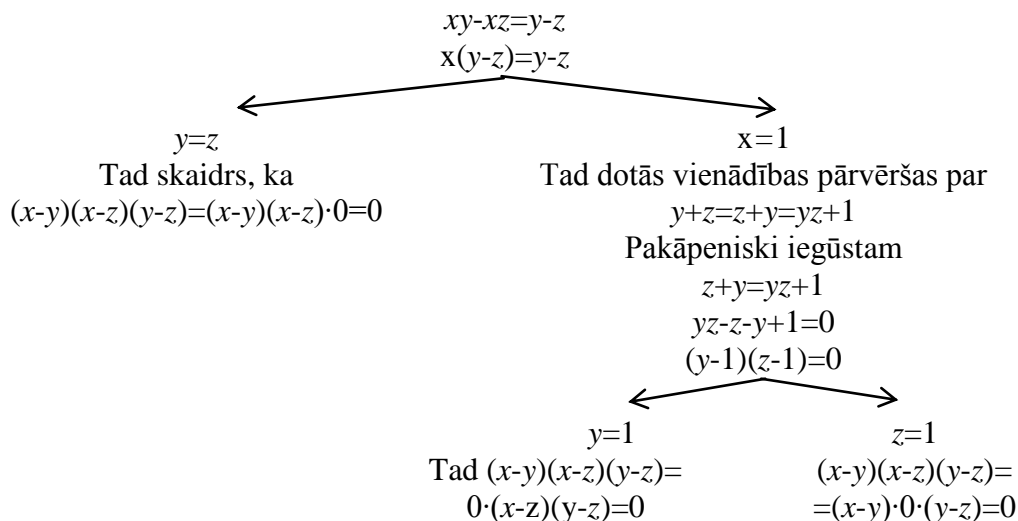 xy-xz=y-z
x(y-z)=y-z
y=z
Tad skaidrs, ka
(x-y)(x-z)(y-z)=(x-y)(x-z)·0=0
x=1
Tad dotās vienādības pārvēršas par
y+z=z+y=yz+1
Pakāpeniski iegūstam
z+y=yz+1
yz-z-y+1=0
(y-1)(z-1)=0
y=1
Tad (x-y)(x-z)(y-z)=
0·(x-z)(y-z)=0
z=1
(x-y)(x-z)(y-z)=
=(x-y)·0·(y-z)=0